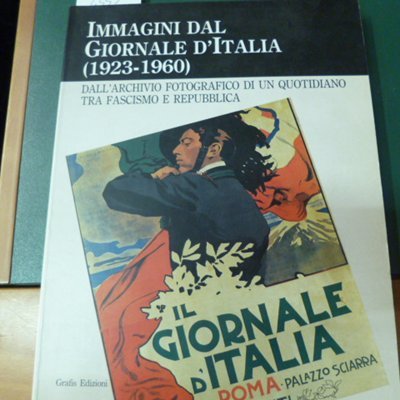 IMMAGINI DAL
GIORNALE D'ITALIA
(1923-1960)
DALL'ARCHIVIO FOTOGRAFICO DI UN QUOTIDIANO
TRA FASCISMO E REPUBBLICA
IL
GIORNALE
D'ITALIA
ROMA·PALAZZO SCIARRA
Grafis Edizioni